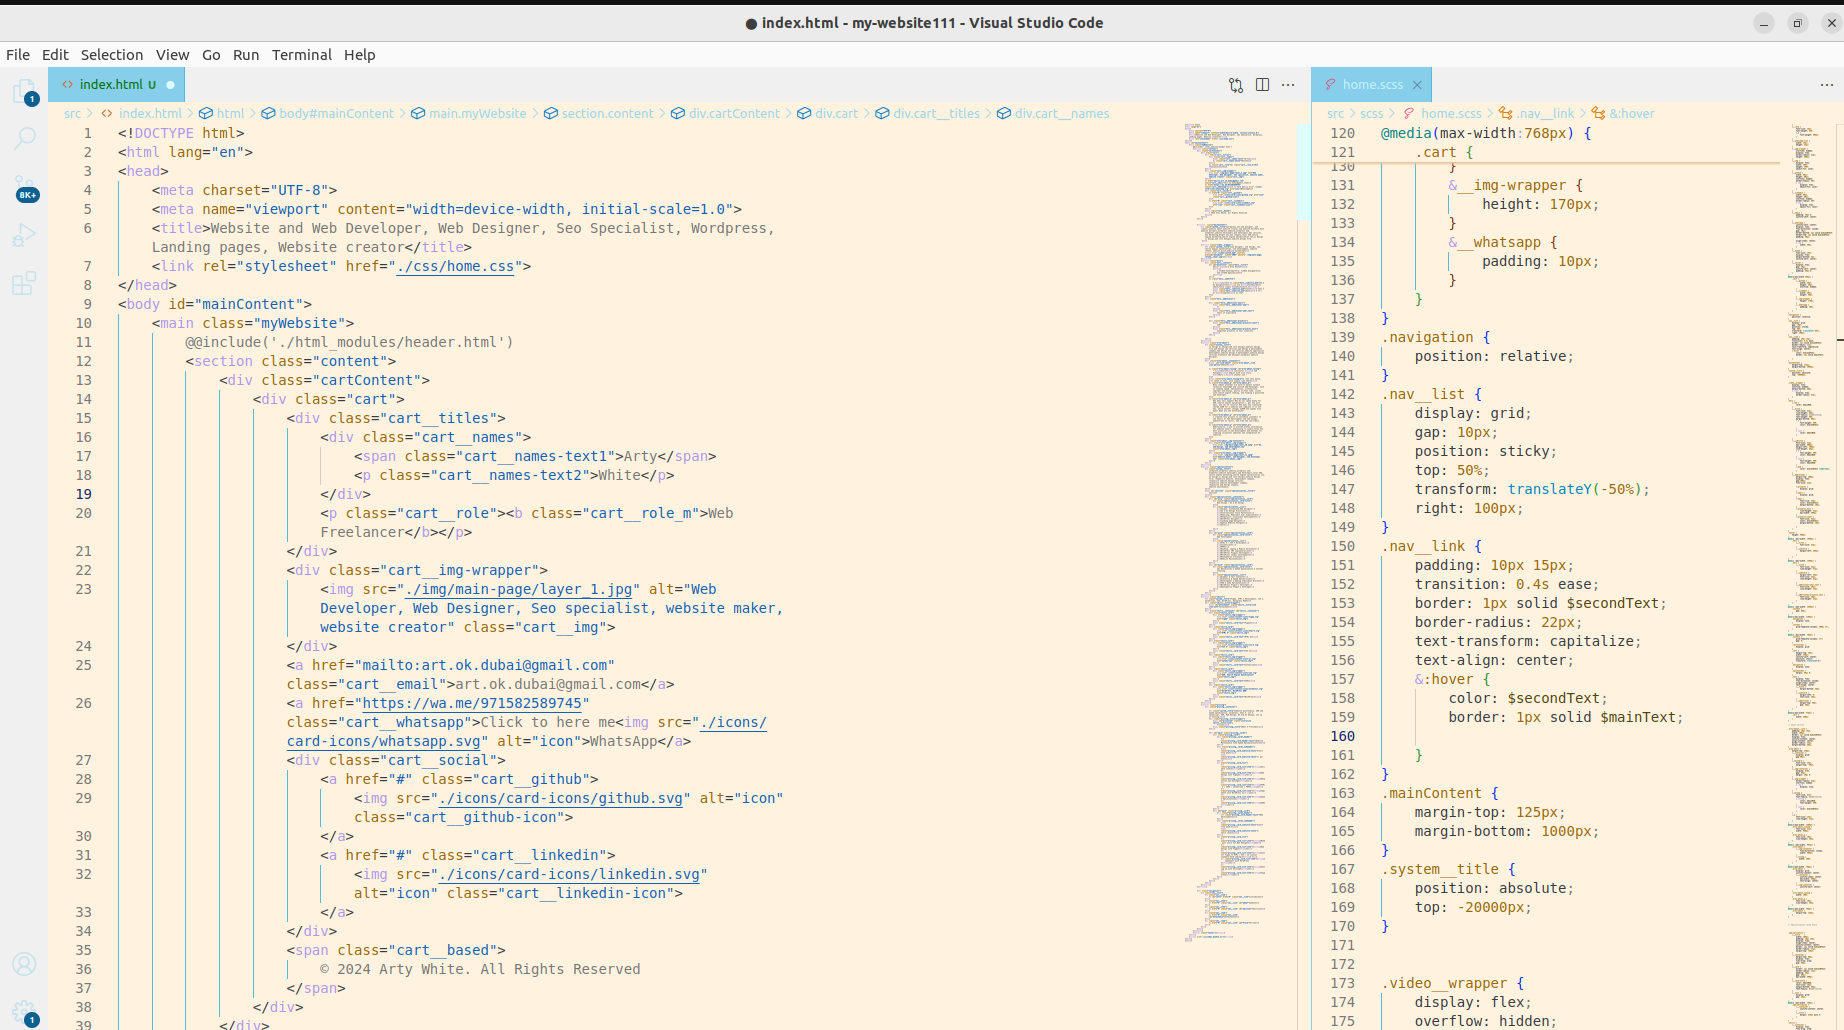 ● index.html - my-website111 - Visual Studio Code
File Edit Selection View Go Run Terminal Help
index.html U
src > index.html > html > body#mainContent > main.myWebsite > section.content > div.cartContent > div.cart > div.cart__titles > div.cart__names
1 <!DOCTYPE html>
2 <html lang="en">
3 <head>
4 <meta charset="UTF-8">
5 <meta name="viewport" content="width=device-width, initial-scale=1.0">
6 <title>Website and Web Developer, Web Designer, Seo Specialist, Wordpress,
Landing pages, Website creator</title>
7 <link rel="stylesheet" href="./css/home.css">
8 </head>
9 <body id="mainContent">
10 <main class="myWebsite">
11 @@include('./html_modules/header.html')
12 <section class="content">
13 <div class="cartContent">
14 <div class="cart">
15 <div class="cart__titles">
16 <div class="cart__names">
17 <span class="cart__names-text1">Arty</span>
18 <p class="cart__names-text2">White</p>
19 </div>
20 <p class="cart__role"><b class="cart__role_m">Web
Freelancer</b></p>
21 </div>
22 <div class="cart__img-wrapper">
23 <img src="./img/main-page/layer_1.jpg" alt="Web
Developer, Web Designer, Seo specialist, website maker,
website creator" class="cart__img">
24 </div>
25 <a href="mailto:art.ok.dubai@gmail.com"
class="cart__email">art.ok.dubai@gmail.com</a>
26 <a href="https://wa.me/971582589745"
class="cart__whatsapp">Click to here me<img src="./icons/
card-icons/whatsapp.svg" alt="icon">WhatsApp</a>
27 <div class="cart__social">
28 <a href="#" class="cart__github">
29 <img src="./icons/card-icons/github.svg" alt="icon"
class="cart__github-icon">
30 </a>
31 <a href="#" class="cart__linkedin">
32 <img src="./icons/card-icons/linkedin.svg"
alt="icon" class="cart__linkedin-icon">
33 </a>
34 </div>
35 <span class="cart__based">
36 © 2024 Arty White. All Rights Reserved
37 </span>
38 </div>
39 </div>
home.scss
src > scss > home.scss > .nav__link > &:hover
120 @media(max-width:768px) {
121 .cart {
130 }
131 &__img-wrapper {
132 height: 170px;
133 }
134 &__whatsapp {
135 padding: 10px;
136 }
137 }
138 }
139 .navigation {
140 position: relative;
141 }
142 .nav__list {
143 display: grid;
144 gap: 10px;
145 position: sticky;
146 top: 50%;
147 transform: translateY(-50%);
148 right: 100px;
149 }
150 .nav__link {
151 padding: 10px 15px;
152 transition: 0.4s ease;
153 border: 1px solid $secondText;
154 border-radius: 22px;
155 text-transform: capitalize;
156 text-align: center;
157 &:hover {
158 color: $secondText;
159 border: 1px solid $mainText;
160
161 }
162 }
163 .mainContent {
164 margin-top: 125px;
165 margin-bottom: 1000px;
166 }
167 .system__title {
168 position: absolute;
169 top: -20000px;
170 }
171
172
173 .video__wrapper {
174 display: flex;
175 overflow: hidden;
1
8K+
1